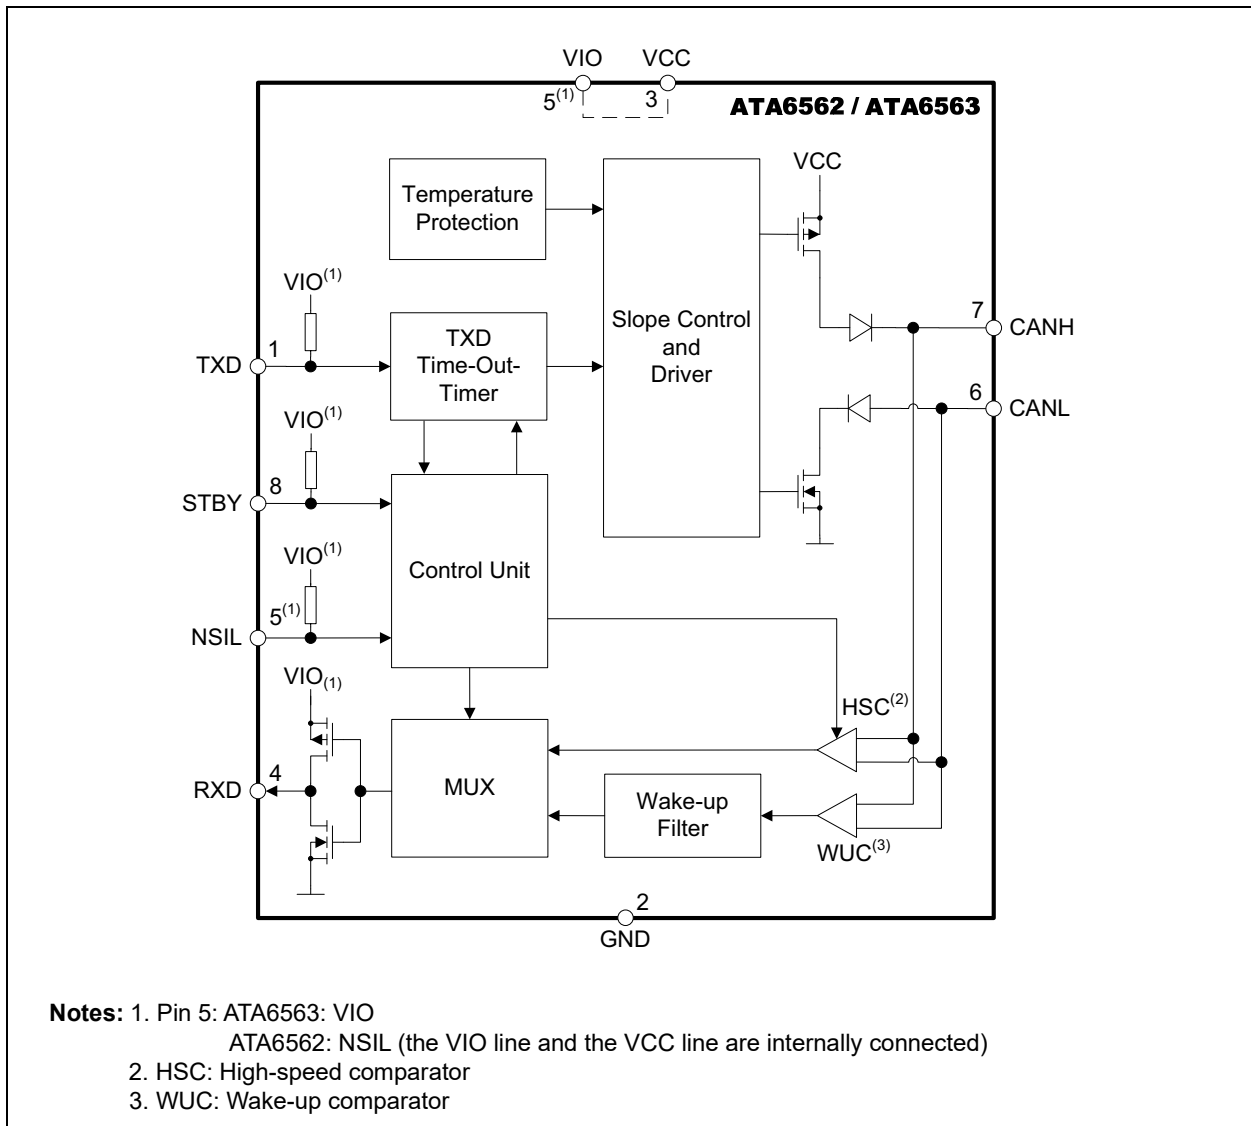 VIO VCC
5(1) 3
ATA6562 / ATA6563
VCC
Temperature
Protection
VIO(1)
TXD
1
TXD
Time-Out-
Timer
Slope Control
and
Driver
7
CANH
6
CANL
VIO(1)
STBY
8
Control Unit
VIO(1)
5(1)
NSIL
VIO(1)
HSC(2)
RXD
4
MUX
Wake-up
Filter
WUC(3)
2
GND
Notes: 1. Pin 5: ATA6563: VIO
ATA6562: NSIL (the VIO line and the VCC line are internally connected)
2. HSC: High-speed comparator
3. WUC: Wake-up comparator